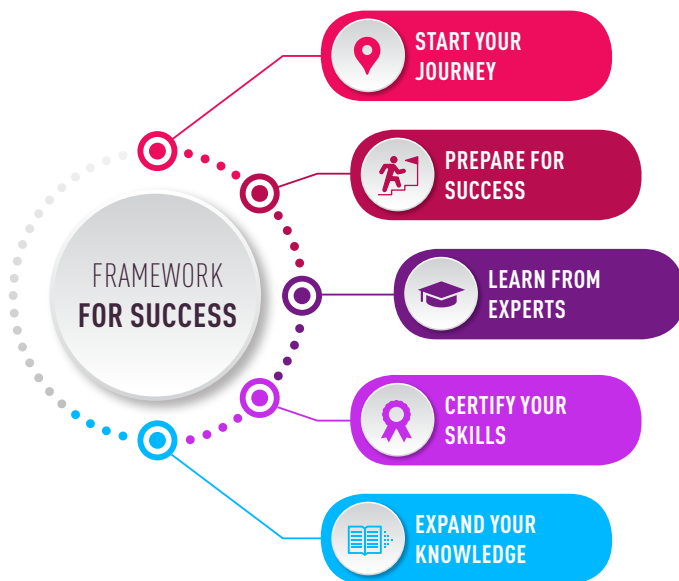 START YOUR
JOURNEY
PREPARE FOR
SUCCESS
FRAMEWORK
FOR SUCCESS
LEARN FROM
EXPERTS
CERTIFY YOUR
SKILLS
EXPAND YOUR
KNOWLEDGE